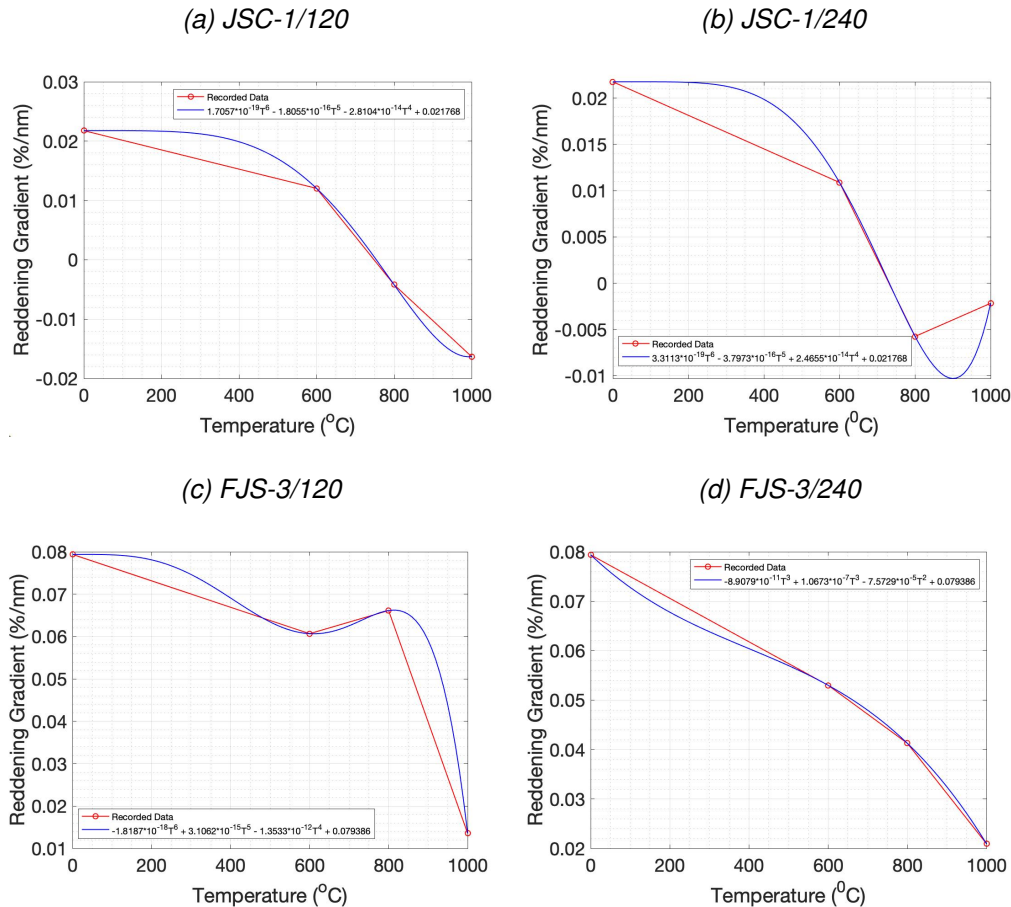 (a) JSC-1/120
(b) JSC-1/240
0.03
0.02
0.01
0
-0.01
-0.02
Reddening Gradient (%/nm)
Recorded Data
1.7057*10^-19T^6 - 1.8055*10^-16T^5 - 2.8104*10^-14T^4 + 0.021768
0 200 400 600 800 1000
Temperature (^oC)
0.02
0.015
0.01
0.005
0
-0.005
-0.01
Reddening Gradient (%/nm)
Recorded Data
3.3113*10^-19T^6 - 3.7973*10^-16T^5 + 2.4655*10^-14T^4 + 0.021768
0 200 400 600 800 1000
Temperature (^0C)
(c) FJS-3/120
(d) FJS-3/240
0.08
0.07
0.06
0.05
0.04
0.03
0.02
0.01
Reddening Gradient (%/nm)
Recorded Data
-1.8187*10^-18T^6 + 3.1062*10^-15T^5 - 1.3533*10^-12T^4 + 0.079386
0 200 400 600 800 1000
Temperature (^oC)
0.08
0.07
0.06
0.05
0.04
0.03
0.02
Reddening Gradient (%/nm)
Recorded Data
-8.9079*10^-11T^3 + 1.0673*10^-7T^3 - 7.5729*10^-5T^2 + 0.079386
0 200 400 600 800 1000
Temperature (^0C)